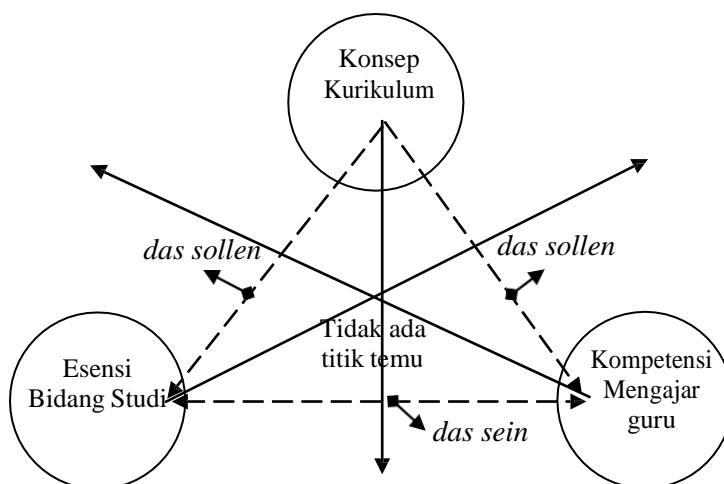 Konsep
Kurikulum
das sollen
das sollen
Tidak ada
titik temu
Esensi
Bidang Studi
Kompetensi
Mengajar
guru
das sein